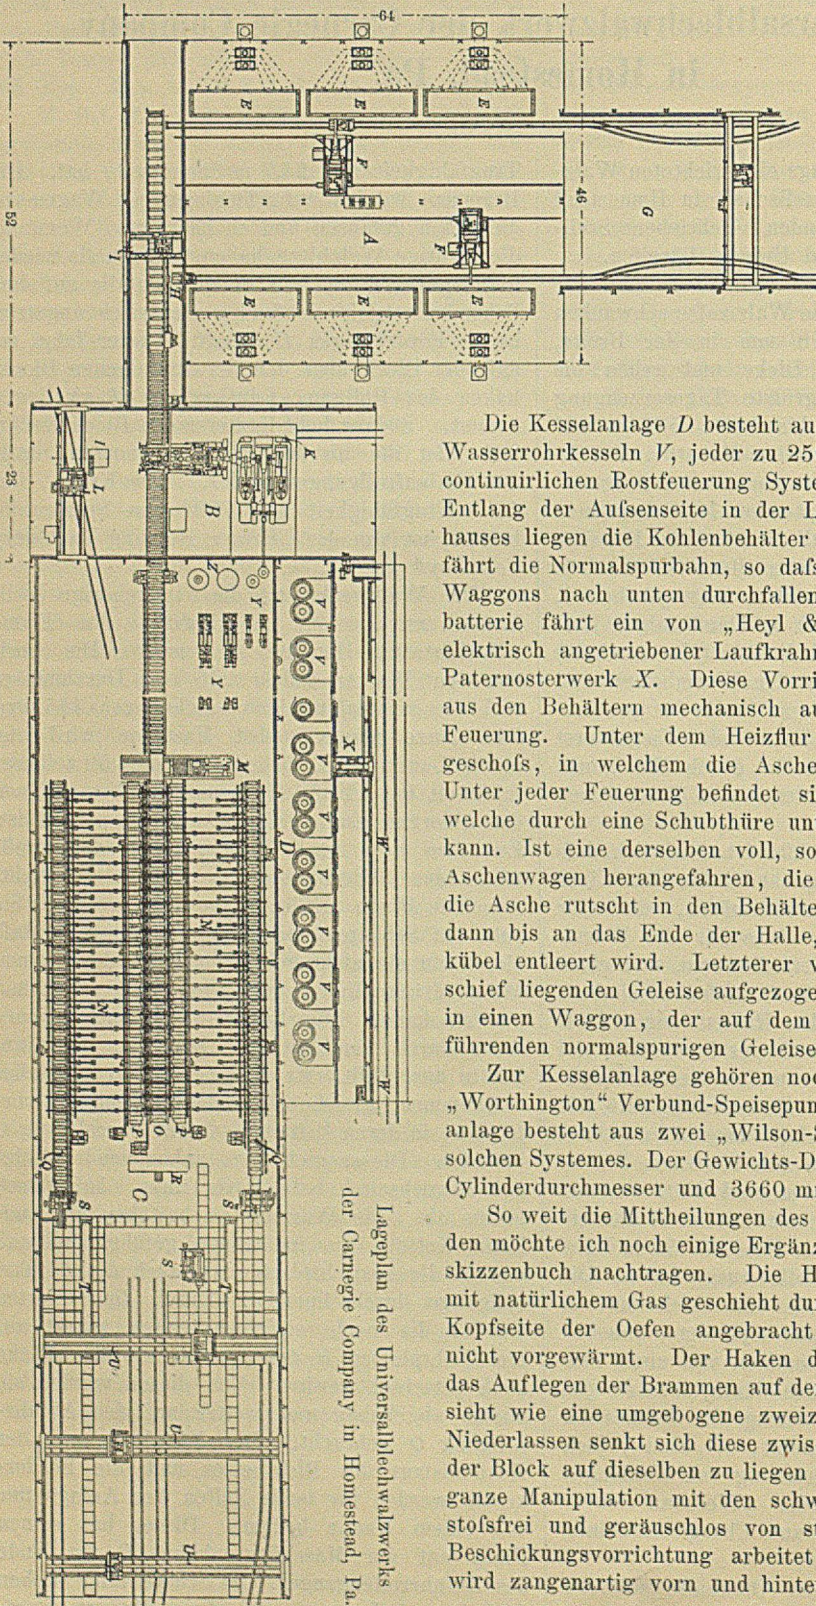 64
52
46
23
E
E
E
F
A
F
G
E
E
E
H
I
B
K
L
B
I
Z
Y
Y
V
V
V
V
V
V
V
V
V
X
W
W
M
D
N
N
P
O
P
Q
Q
R
C
S
S
S
T
T
U
U
U
Lageplan des Universalblechwalzwerks
der Carnegie Company in Homestead, Pa.
Die Kesselanlage D besteht au
Wasserrohrkesseln V, jeder zu 25
continuirlichen Rostfeuerung Syste
Entlang der Aufsenseite in der L
hauses liegen die Kohlenbehälter
fährt die Normalspurbahn, so dafs
Waggons nach unten durchfallen
batterie fährt ein von „Heyl &
elektrisch angetriebener Laufkrahn
Paternosterwerk X. Diese Vorri
aus den Behältern mechanisch au
Feuerung. Unter dem Heizflur
geschofs, in welchem die Asche
Unter jeder Feuerung befindet si
welche durch eine Schubthüre un
kann. Ist eine derselben voll, so
Aschenwagen herangefahren, die
die Asche rutscht in den Behälte
dann bis an das Ende der Halle,
kübel entleert wird. Letzterer v
schief liegenden Geleise aufgezoge
in einen Waggon, der auf dem
führenden normalspurigen Geleise
Zur Kesselanlage gehören noc
„Worthington“ Verbund-Speisepun
anlage besteht aus zwei „Wilson-S
solchen Systemes. Der Gewichts-D
Cylinderdurchmesser und 3660 m
So weit die Mittheilungen des
den möchte ich noch einige Ergänz
skizzenbuch nachtragen. Die H
mit natürlichem Gas geschieht du
Kopfseite der Oefen angebracht
nicht vorgewärmt. Der Haken d
das Auflegen der Brammen auf de
sieht wie eine umgebogene zweiz
Niederlassen senkt sich diese zwis
der Block auf dieselben zu liegen
ganze Manipulation mit den schw
stofsfrei und geräuschlos von st
Beschickungsvorrichtung arbeitet
wird zangenartig vorn und hinte